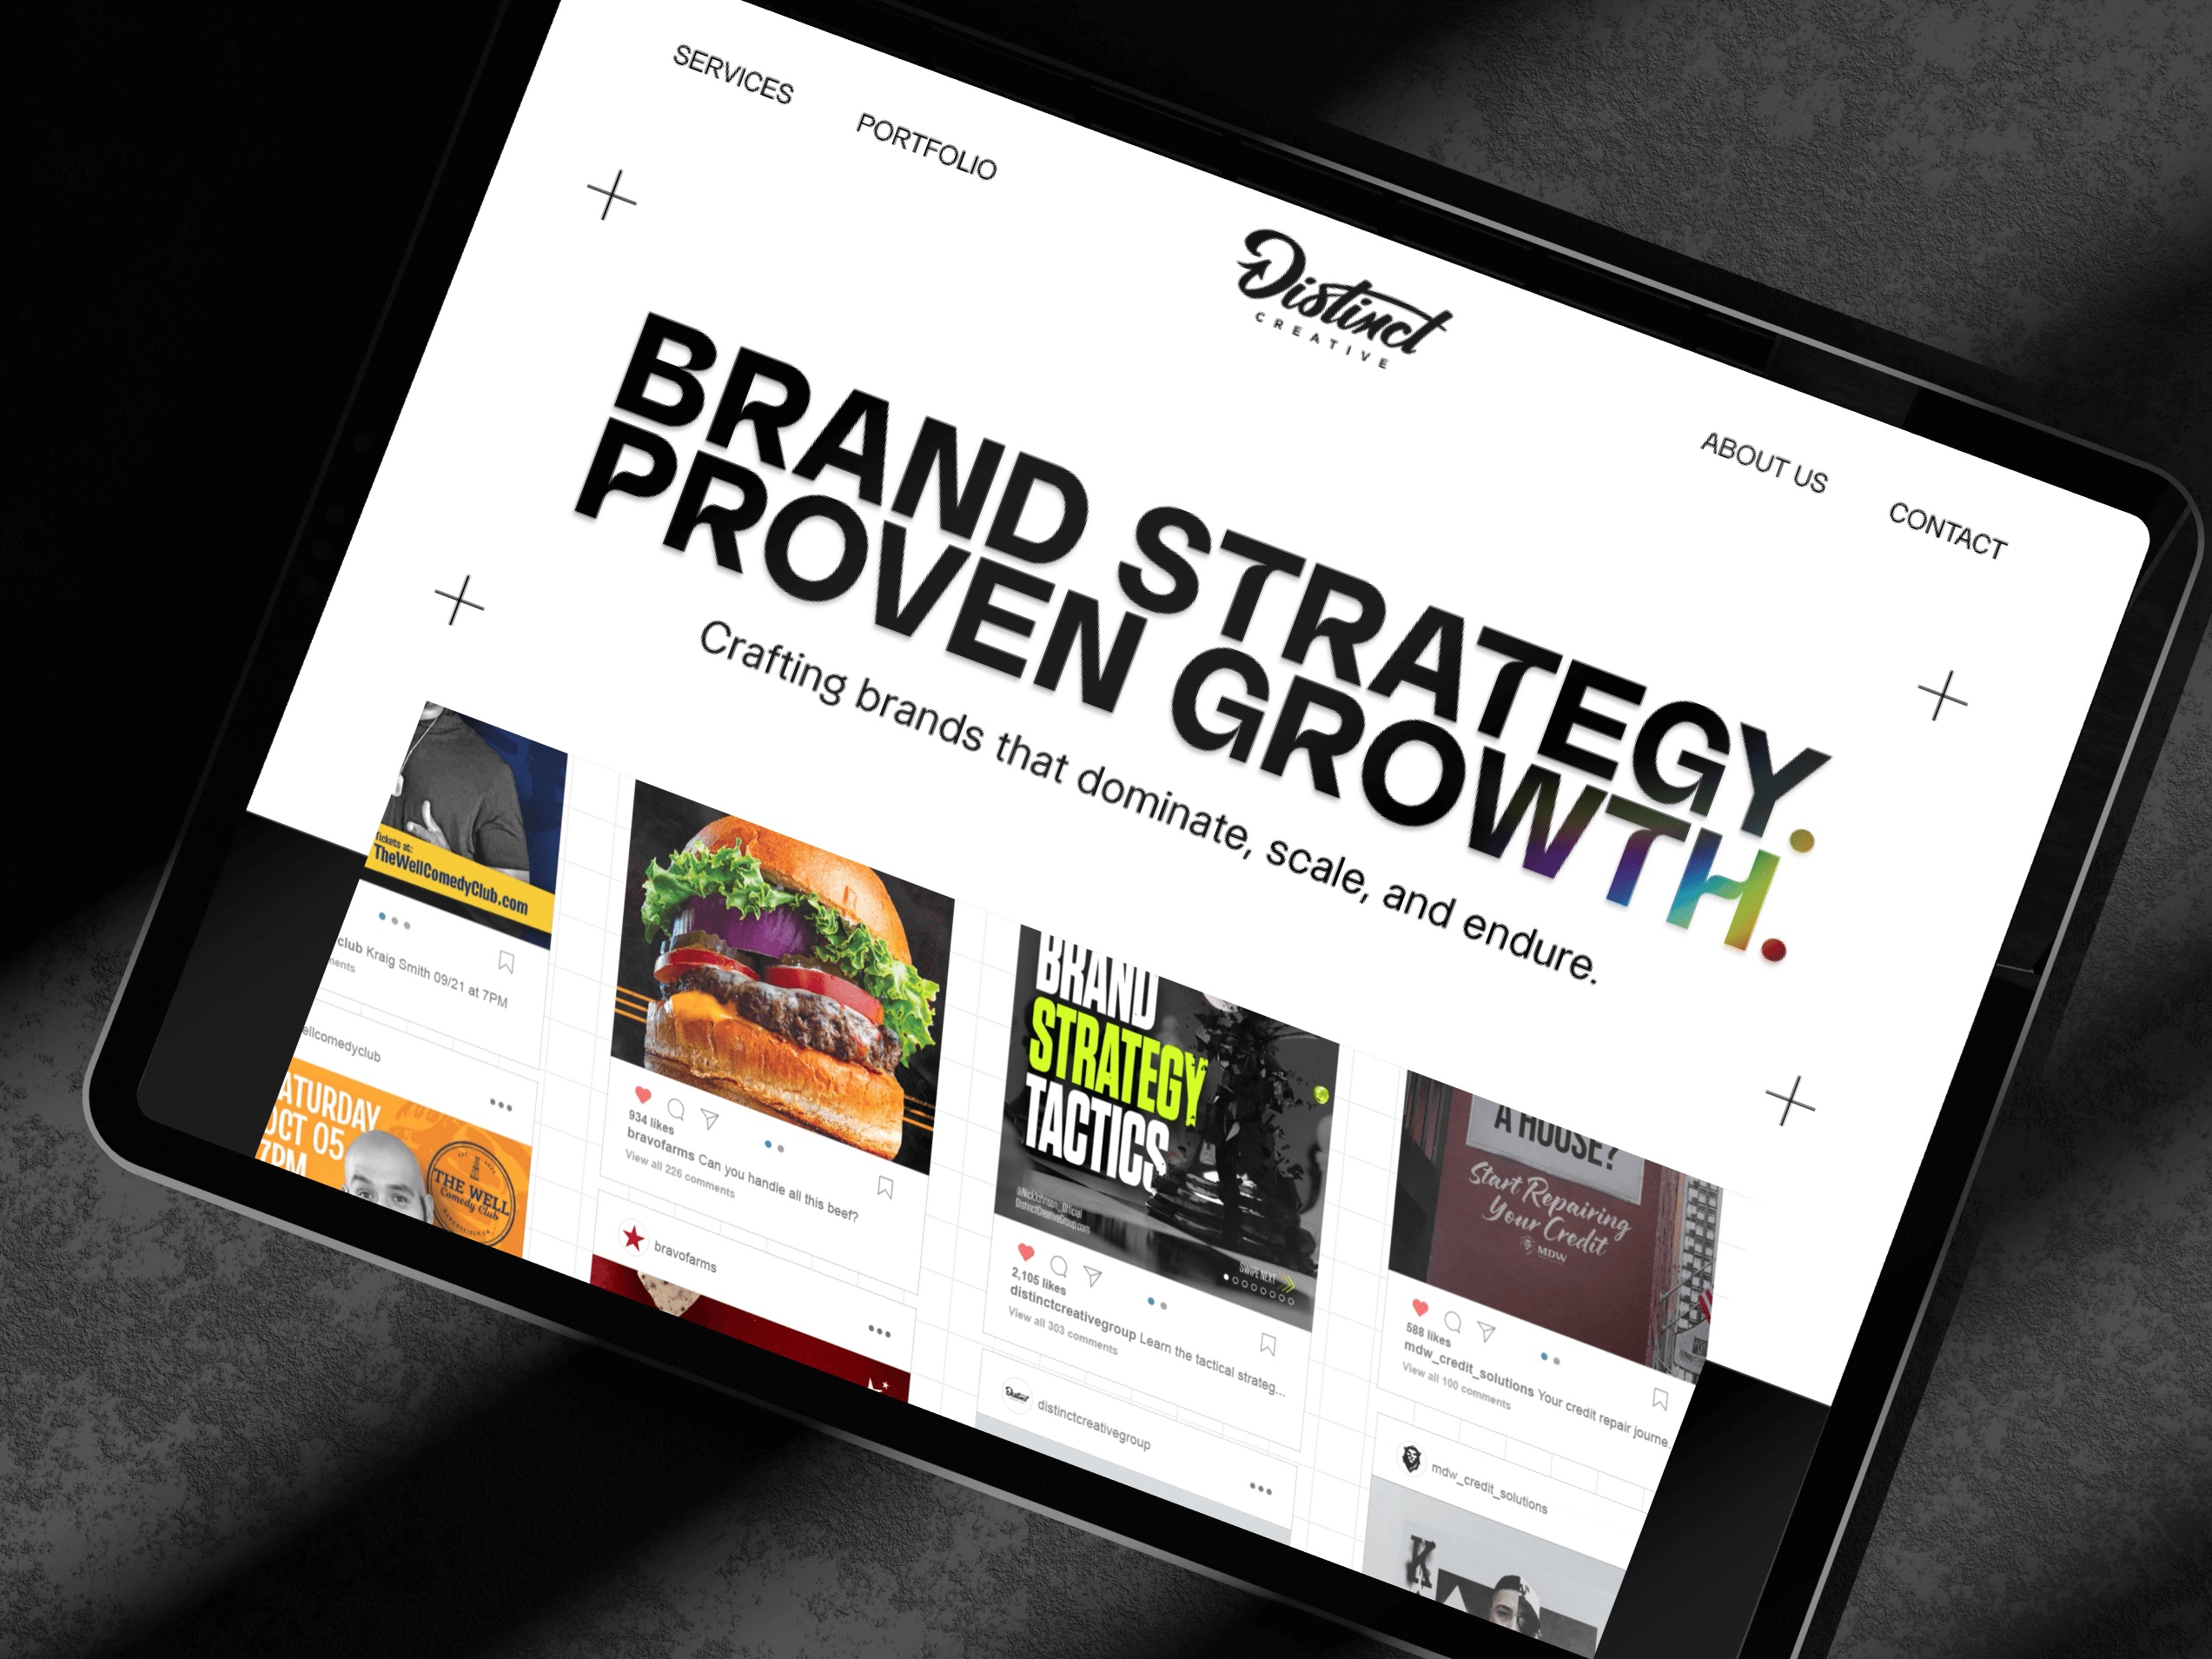 SERVICES
PORTFOLIO
Distinct
CREATIVE
ABOUT US
CONTACT
BRAND STRATEGY.
PROVEN GROWTH.
Crafting brands that dominate, scale, and endure.
Tickets at:
TheWellComedyClub.com
club Kraig Smith 09/21 at 7PM
ellcomedyclub
ATURDAY
OCT 05
7PM
THE WELL
Comedy Club
934 likes
bravofarms Can you handle all this beef?
View all 226 comments
bravofarms
BRAND
STRATEGY
TACTICS
@NickJohnson_Official
DistinctCreativeGroup.com
SWIPE NEXT
2,105 likes
distinctcreativegroup Learn the tactical strateg...
View all 303 comments
Distinct
distinctcreativegroup
A HOUSE?
Start Repairing
Your Credit
MDW
588 likes
mdw_credit_solutions Your credit repair journe.
View all 100 comments
mdw_credit_solutions
K